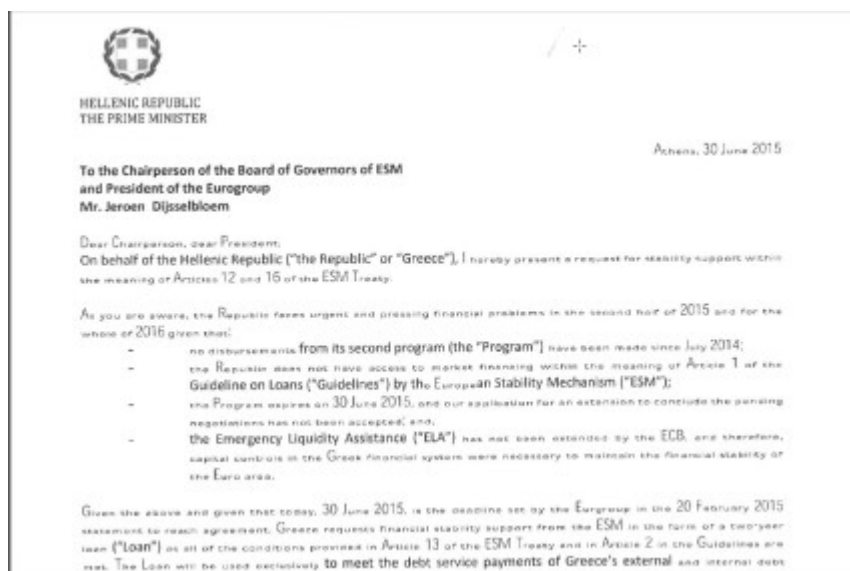 HELLENIC REPUBLIC
THE PRIME MINISTER
Athens, 30 June 2015
To the Chairperson of the Board of Governors of ESM
and President of the Eurogroup
Mr. Jeroen Dijsselbloem
Dear Chairperson, dear President,
On behalf of the Hellenic Republic ("the Republic" or "Greece"), I hereby present a request for stability support within
the meaning of Articles 12 and 16 of the ESM Treaty.
As you are aware, the Republic faces urgent and pressing financial problems in the second half of 2015 and for the
whole of 2016 given that:
- no disbursements from its second program (the "Program") have been made since July 2014;
- the Republic does not have access to market financing within the meaning of Article 1 of the
Guideline on Loans ("Guidelines") by the European Stability Mechanism ("ESM");
- the Program expires on 30 June 2015, and our application for an extension to conclude the pending
negotiations has not been accepted; and,
- the Emergency Liquidity Assistance ("ELA") has not been extended by the ECB, and therefore,
capital controls in the Greek financial system were necessary to maintain the financial stability of
the Euro area.
Given the above and given that today, 30 June 2015, is the deadline set by the Eurgroup in the 20 February 2015
statement to reach agreement, Greece requests financial stability support from the ESM in the form of a two-year
loan ("Loan") as all of the conditions provided in Article 13 of the ESM Treaty and in Article 2 in the Guidelines are
met. The Loan will be used exclusively to meet the debt service payments of Greece's external and internal debt